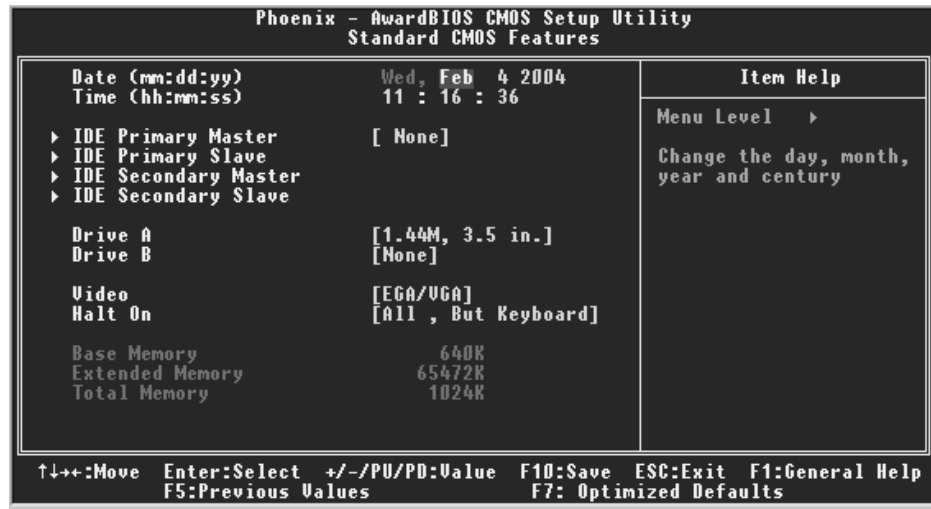 Phoenix - AwardBIOS CMOS Setup Utility
Standard CMOS Features
Date (mm:dd:yy) Wed, Feb 4 2004
Time (hh:mm:ss) 11 : 16 : 36
▸ IDE Primary Master [ None]
▸ IDE Primary Slave
▸ IDE Secondary Master
▸ IDE Secondary Slave
Drive A [1.44M, 3.5 in.]
Drive B [None]
Video [EGA/VGA]
Halt On [All , But Keyboard]
Base Memory 640K
Extended Memory 65472K
Total Memory 1024K
Item Help
Menu Level ▸
Change the day, month,
year and century
↑↓→←:Move Enter:Select +/-/PU/PD:Value F10:Save ESC:Exit F1:General Help
F5:Previous Values F7: Optimized Defaults